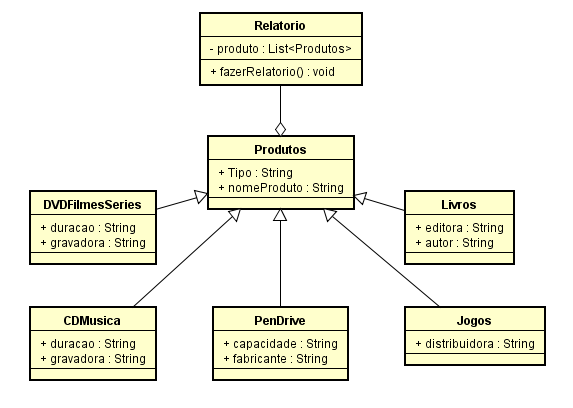 Relatorio
- produto : List<Produtos>
+ fazerRelatorio() : void
Produtos
+ Tipo : String
+ nomeProduto : String
DVDFilmesSeries
+ duracao : String
+ gravadora : String
Livros
+ editora : String
+ autor : String
CDMusica
+ duracao : String
+ gravadora : String
PenDrive
+ capacidade : String
+ fabricante : String
Jogos
+ distribuidora : String